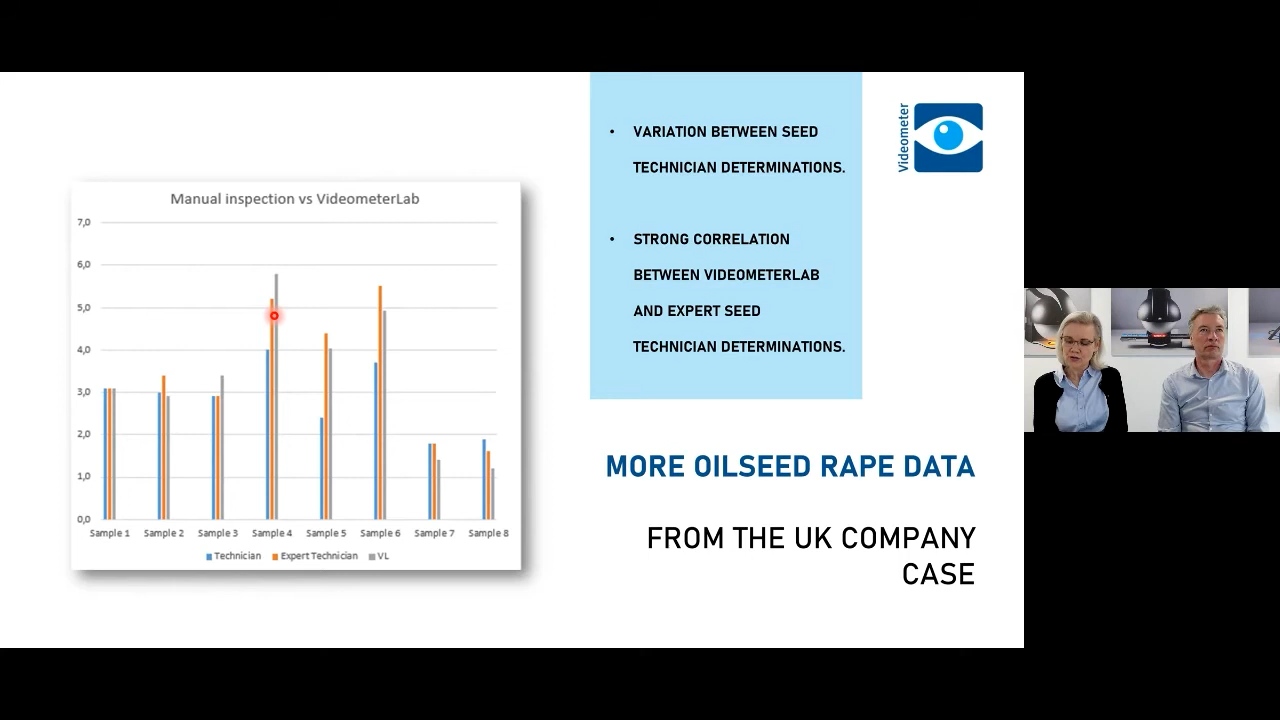 Manual inspection vs VideometerLab
7,0
6,0
5,0
4,0
3,0
2,0
1,0
0,0
Sample 1 Sample 2 Sample 3 Sample 4 Sample 5 Sample 6 Sample 7 Sample 8
Technician Expert Technician VL
• VARIATION BETWEEN SEED
TECHNICIAN DETERMINATIONS.
• STRONG CORRELATION
BETWEEN VIDEOMETERLAB
AND EXPERT SEED
TECHNICIAN DETERMINATIONS.
Videometer
MORE OILSEED RAPE DATA
FROM THE UK COMPANY
CASE